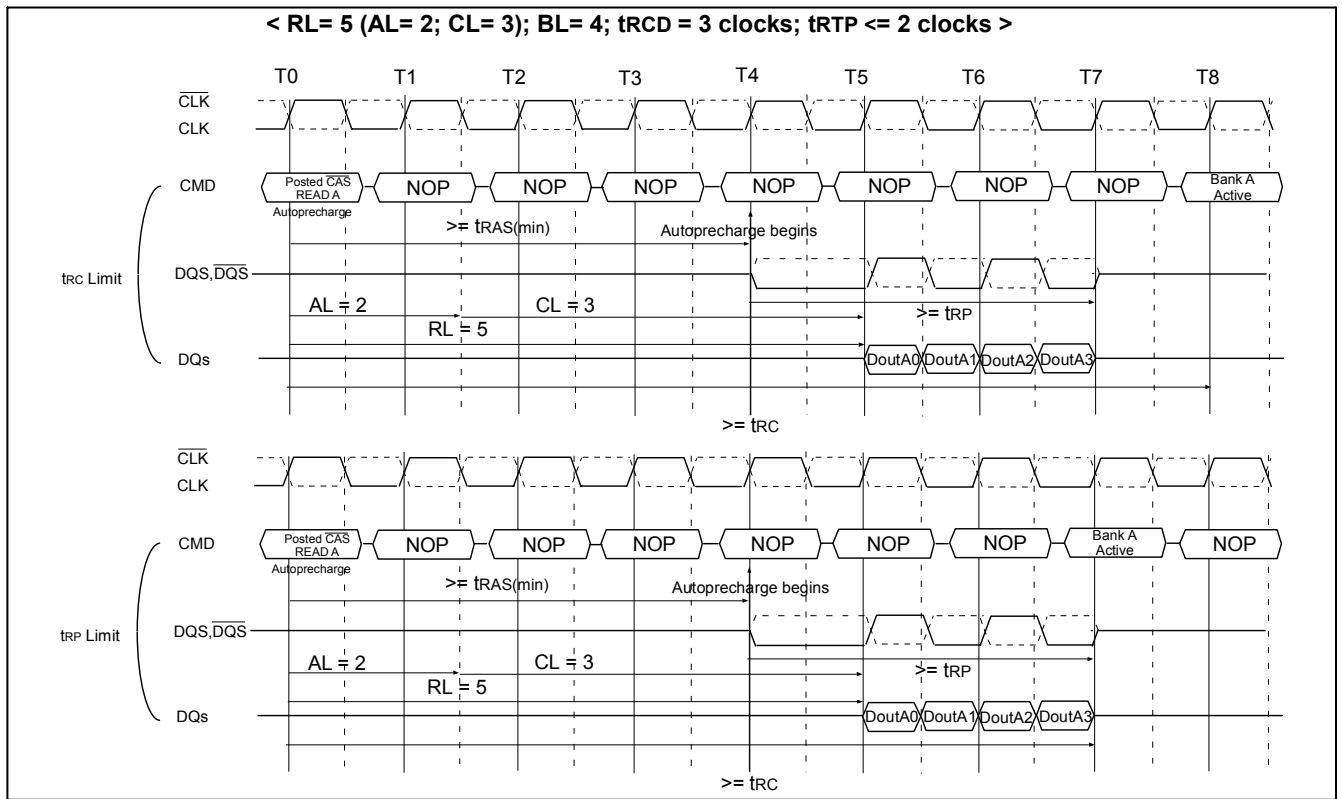 < RL= 5 (AL= 2; CL= 3); BL= 4; tRCD = 3 clocks; tRTP <= 2 clocks >
T0 T1 T2 T3 T4 T5 T6 T7 T8
CLK
CLK
CMD
Posted CAS READ A
NOP NOP NOP NOP NOP NOP NOP
Bank A Active
Autoprecharge
>= tRAS(min)
Autoprecharge begins
tRC Limit
DQS,DQS
AL = 2
CL = 3
>= tRP
RL = 5
DQs
DoutA0 DoutA1 DoutA2 DoutA3
>= tRC
CLK
CLK
CMD
Posted CAS READ A
NOP NOP NOP NOP NOP NOP
Bank A Active
NOP
Autoprecharge
>= tRAS(min)
Autoprecharge begins
tRP Limit
DQS,DQS
AL = 2
CL = 3
>= tRP
RL = 5
DQs
DoutA0 DoutA1 DoutA2 DoutA3
>= tRC